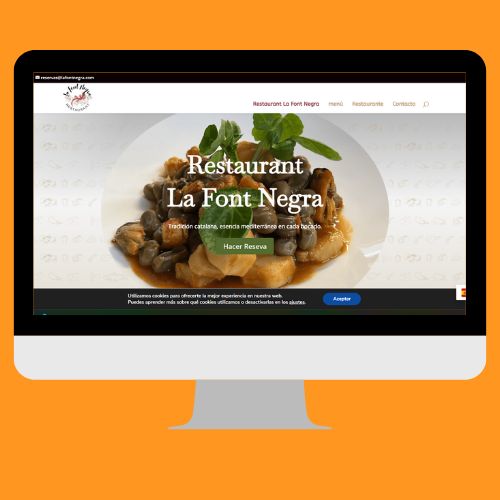 reservas@lafontnegra.com
La Font Negra
RESTAURANT
Restaurant La Font Negra menú Restaurante Contacto
Restaurant
La Font Negra
Tradición catalana, esencia mediterránea en cada bocado.
Hacer Reseva
Utilizamos cookies para ofrecerte la mejor experiencia en nuestra web.
Puedes aprender más sobre qué cookies utilizamos o desactivarlas en los ajustes.
Aceptar